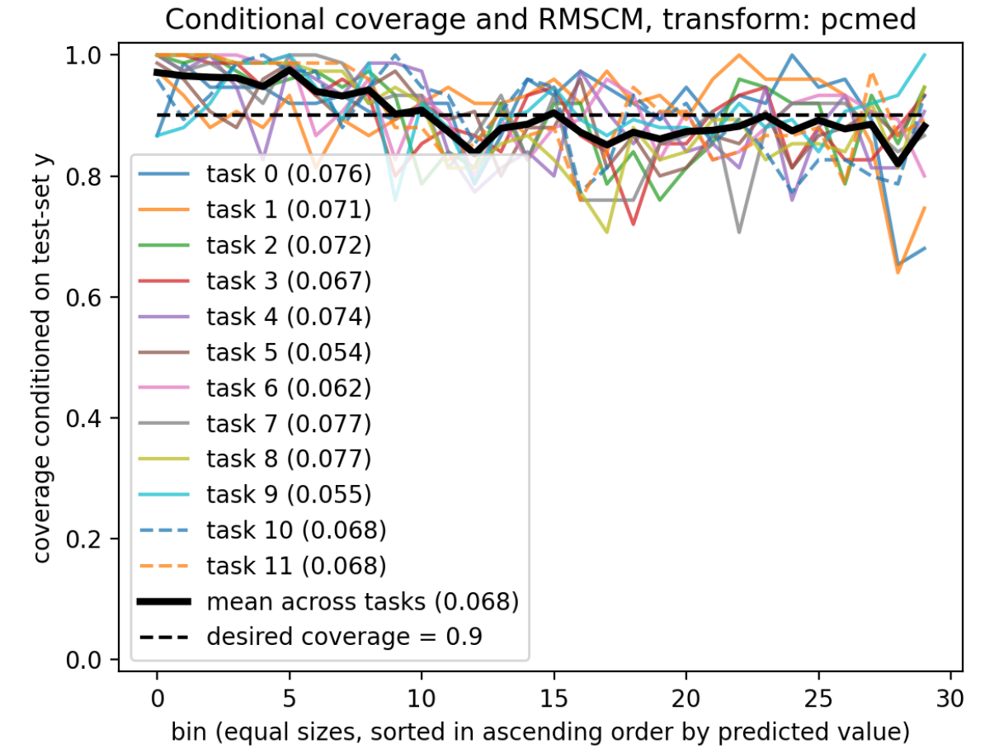 Conditional coverage and RMSCM, transform: pcmed
coverage conditioned on test-set y
1.0
0.8
0.6
0.4
0.2
0.0
task 0 (0.076)
task 1 (0.071)
task 2 (0.072)
task 3 (0.067)
task 4 (0.074)
task 5 (0.054)
task 6 (0.062)
task 7 (0.077)
task 8 (0.077)
task 9 (0.055)
task 10 (0.068)
task 11 (0.068)
mean across tasks (0.068)
desired coverage = 0.9
0 5 10 15 20 25 30
bin (equal sizes, sorted in ascending order by predicted value)